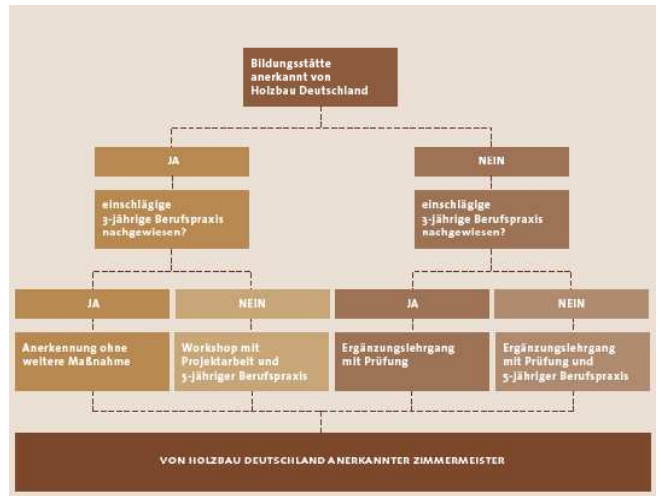 Bildungsstätte
anerkannt von
Holzbau Deutschland
JA
NEIN
einschlägige
3-jährige Berufspraxis
nachgewiesen?
einschlägige
3-jährige Berufspraxis
nachgewiesen?
JA
NEIN
JA
NEIN
Anerkennung ohne
weitere Maßnahme
Workshop mit
Projektarbeit und
5-jähriger Berufspraxis
Ergänzungslehrgang
mit Prüfung
Ergänzungslehrgang
mit Prüfung und
5-jähriger Berufspraxis
VON HOLZBAU DEUTSCHLAND ANERKANNTER ZIMMERMEISTER